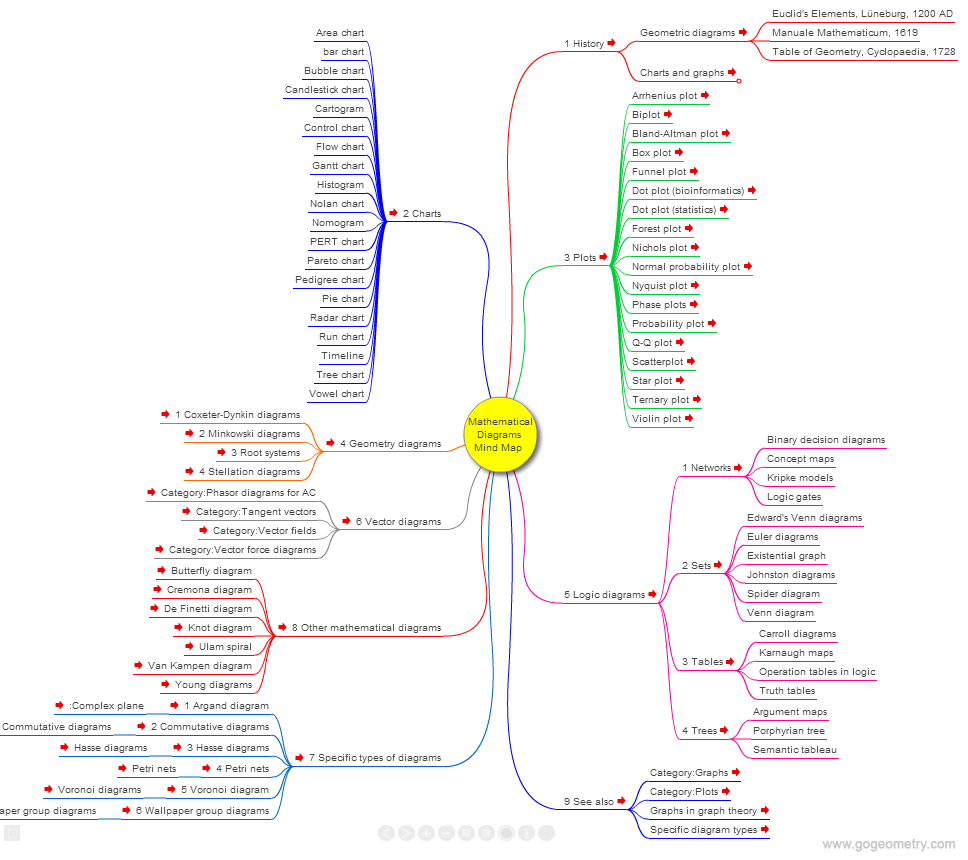 Mathematical
Diagrams
Mind Map
1 History
Geometric diagrams
Euclid's Elements, Lüneburg, 1200 AD
Manuale Mathematicum, 1619
Table of Geometry, Cyclopaedia, 1728
Charts and graphs
2 Charts
Area chart
bar chart
Bubble chart
Candlestick chart
Cartogram
Control chart
Flow chart
Gantt chart
Histogram
Nolan chart
Nomogram
PERT chart
Pareto chart
Pedigree chart
Pie chart
Radar chart
Run chart
Timeline
Tree chart
Vowel chart
3 Plots
Arrhenius plot
Biplot
Bland-Altman plot
Box plot
Funnel plot
Dot plot (bioinformatics)
Dot plot (statistics)
Forest plot
Nichols plot
Normal probability plot
Nyquist plot
Phase plots
Probability plot
Q-Q plot
Scatterplot
Star plot
Ternary plot
Violin plot
4 Geometry diagrams
1 Coxeter-Dynkin diagrams
2 Minkowski diagrams
3 Root systems
4 Stellation diagrams
5 Logic diagrams
1 Networks
Binary decision diagrams
Concept maps
Kripke models
Logic gates
2 Sets
Edward's Venn diagrams
Euler diagrams
Existential graph
Johnston diagrams
Spider diagram
Venn diagram
3 Tables
Carroll diagrams
Karnaugh maps
Operation tables in logic
Truth tables
4 Trees
Argument maps
Porphyrian tree
Semantic tableau
6 Vector diagrams
Category:Phasor diagrams for AC
Category:Tangent vectors
Category:Vector fields
Category:Vector force diagrams
8 Other mathematical diagrams
Butterfly diagram
Cremona diagram
De Finetti diagram
Knot diagram
Ulam spiral
Van Kampen diagram
Young diagrams
7 Specific types of diagrams
:Complex plane
1 Argand diagram
Commutative diagrams
2 Commutative diagrams
Hasse diagrams
3 Hasse diagrams
Petri nets
4 Petri nets
Voronoi diagrams
5 Voronoi diagram
aper group diagrams
6 Wallpaper group diagrams
9 See also
Category:Graphs
Category:Plots
Graphs in graph theory
Specific diagram types
www.gogeometry.com